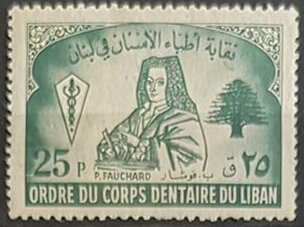 نقابة أطباء الأسنان في لبنان
25 P
P. FAUCHARD
ب. فوشار
٢٥ ق
ORDRE DU CORPS DENTAIRE DU LIBAN